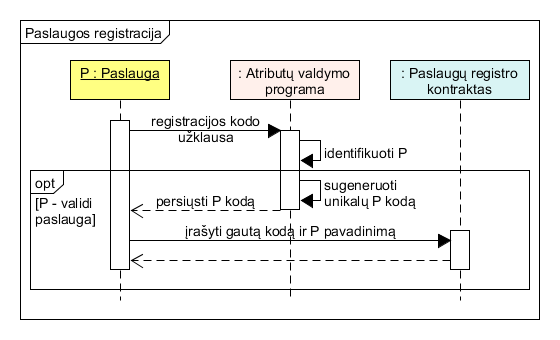 Paslaugos registracija
P : Paslauga
: Atributų valdymo
programa
: Paslaugų registro
kontraktas
registracijos kodo
užklausa
identifikuoti P
opt
[P - validi
paslauga]
sugeneruoti
unikalų P kodą
persiųsti P kodą
įrašyti gautą kodą ir P pavadinimą